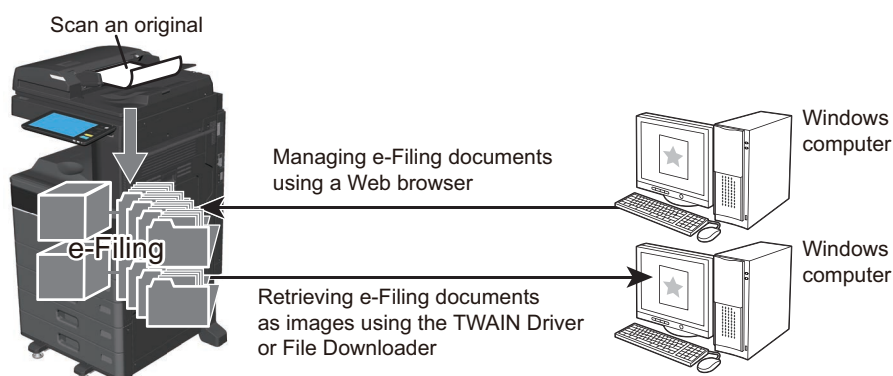 Scan an original
Windows
computer
Managing e-Filing documents
using a Web browser
e-Filing
Windows
computer
Retrieving e-Filing documents
as images using the TWAIN Driver
or File Downloader